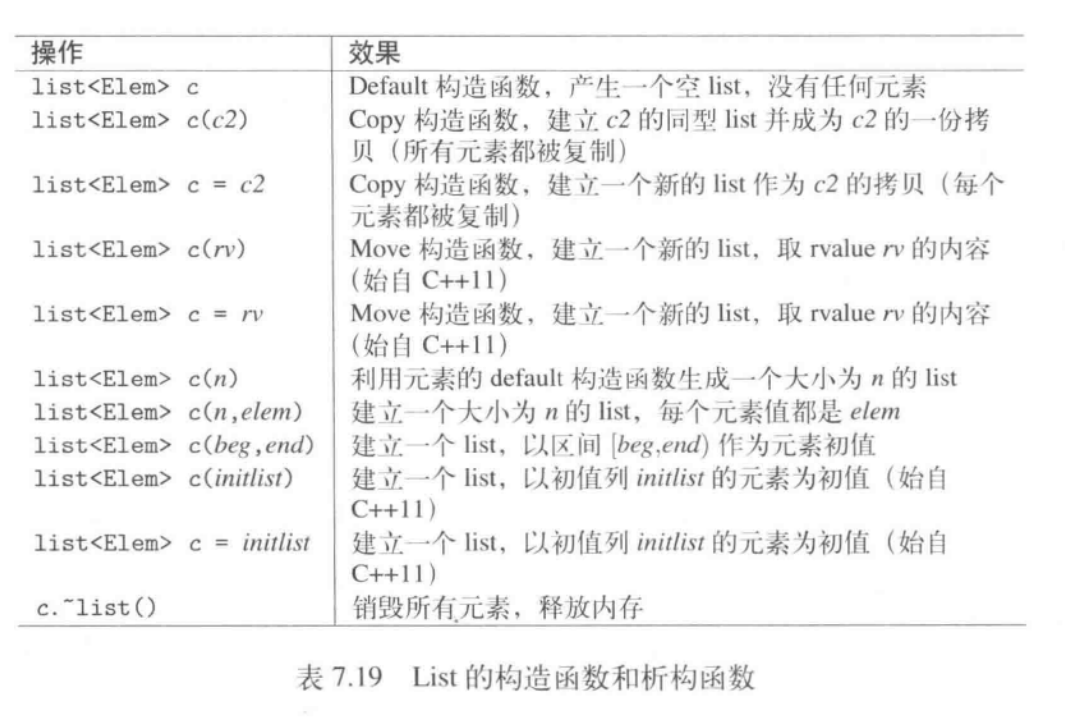 操作 效果
list<Elem> c Default 构造函数，产生一个空 list，没有任何元素
list<Elem> c(c2) Copy 构造函数，建立 c2 的同型 list 并成为 c2 的一份拷
贝（所有元素都被复制）
list<Elem> c = c2 Copy 构造函数，建立一个新的 list 作为 c2 的拷贝（每个
元素都被复制）
list<Elem> c(rv) Move 构造函数，建立一个新的 list，取 rvalue rv 的内容
（始自 C++11）
list<Elem> c = rv Move 构造函数，建立一个新的 list，取 rvalue rv 的内容
（始自 C++11）
list<Elem> c(n) 利用元素的 default 构造函数生成一个大小为 n 的 list
list<Elem> c(n,elem) 建立一个大小为 n 的 list，每个元素值都是 elem
list<Elem> c(beg,end) 建立一个 list，以区间 [beg,end) 作为元素初值
list<Elem> c(initlist) 建立一个 list，以初值列 initlist 的元素为初值（始自
C++11）
list<Elem> c = initlist 建立一个 list，以初值列 initlist 的元素为初值（始自
C++11）
c.~list() 销毁所有元素，释放内存
表 7.19 List 的构造函数和析构函数